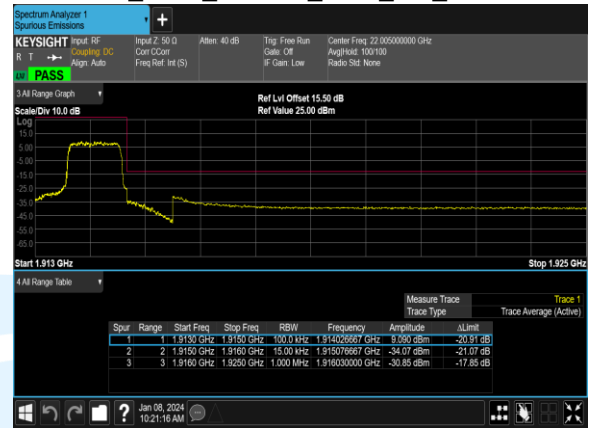 Spectrum Analyzer 1
Spurious Emissions
+
KEYSIGHT Input: RF Input Z: 50 Ω Atten: 40 dB Trig: Free Run Center Freq: 22.005000000 GHz
R T Coupling: DC Corr CCorr Gate: Off Avg|Hold: 100/100
Align: Auto Freq Ref: Int (S) IF Gain: Low Radio Std: None
PASS
3 All Range Graph
Ref Lvl Offset 15.50 dB
Scale/Div 10.0 dB Ref Value 25.00 dBm
Log
15.0
5.00
-5.00
-15.0
-25.0
-35.0
-45.0
-55.0
-65.0
Start 1.913 GHz Stop 1.925 GHz
4 All Range Table
Measure Trace Trace 1
Trace Type Trace Average (Active)
Spur Range Start Freq Stop Freq RBW Frequency Amplitude ΔLimit
1 1 1.9130 GHz 1.9150 GHz 100.0 kHz 1.914026667 GHz 9.090 dBm -20.91 dB
2 2 1.9150 GHz 1.9160 GHz 15.00 kHz 1.915076667 GHz -34.07 dBm -21.07 dB
3 3 1.9160 GHz 1.9250 GHz 1.000 MHz 1.916030000 GHz -30.85 dBm -17.85 dB
? Jan 08, 2024
10:21:16 AM